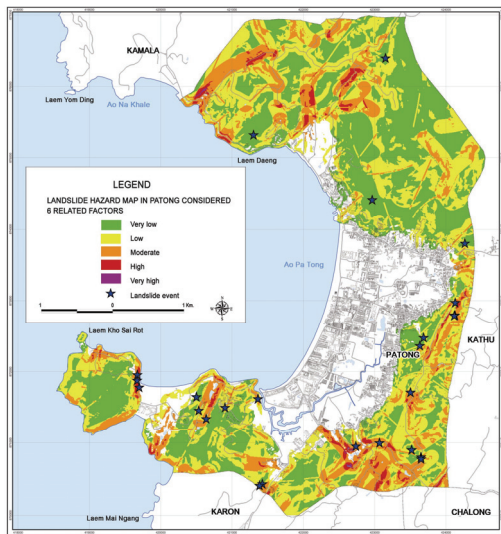 KAMALA
Laem Yom Ding
Ao Na Khale
Laem Daeng
LEGEND
LANDSLIDE HAZARD MAP IN PATONG CONSIDERED
6 RELATED FACTORS
Very low
Low
Moderate
High
Very high
Landslide event
1 0 1 Km.
Ao Pa Tong
Laem Kho Sai Rot
PATONG
KATHU
KARON
CHALONG
Laem Mai Ngang